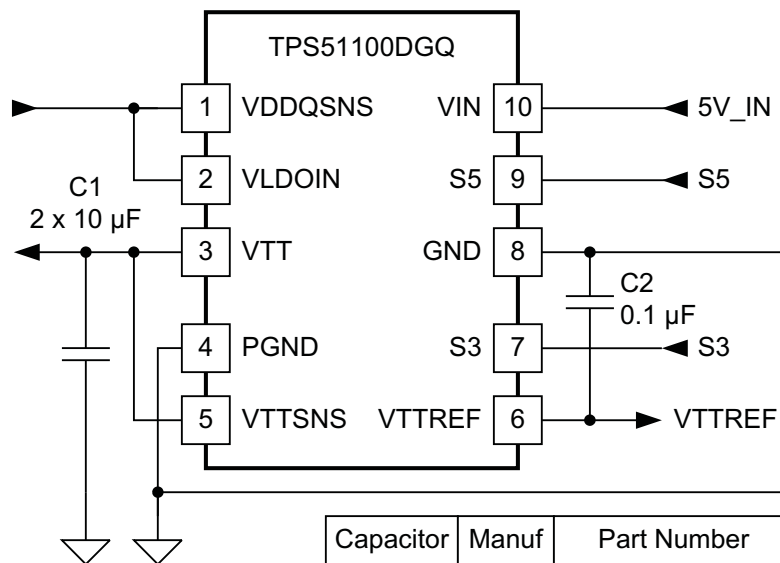 TPS51100DGQ
1 VDDQSNS VIN 10 5V_IN
C1
2 x 10 µF
2 VLDOIN S5 9 S5
3 VTT GND 8
C2
0.1 µF
4 PGND S3 7 S3
5 VTTSNS VTTREF 6 VTTREF
Capacitor Manuf Part Number